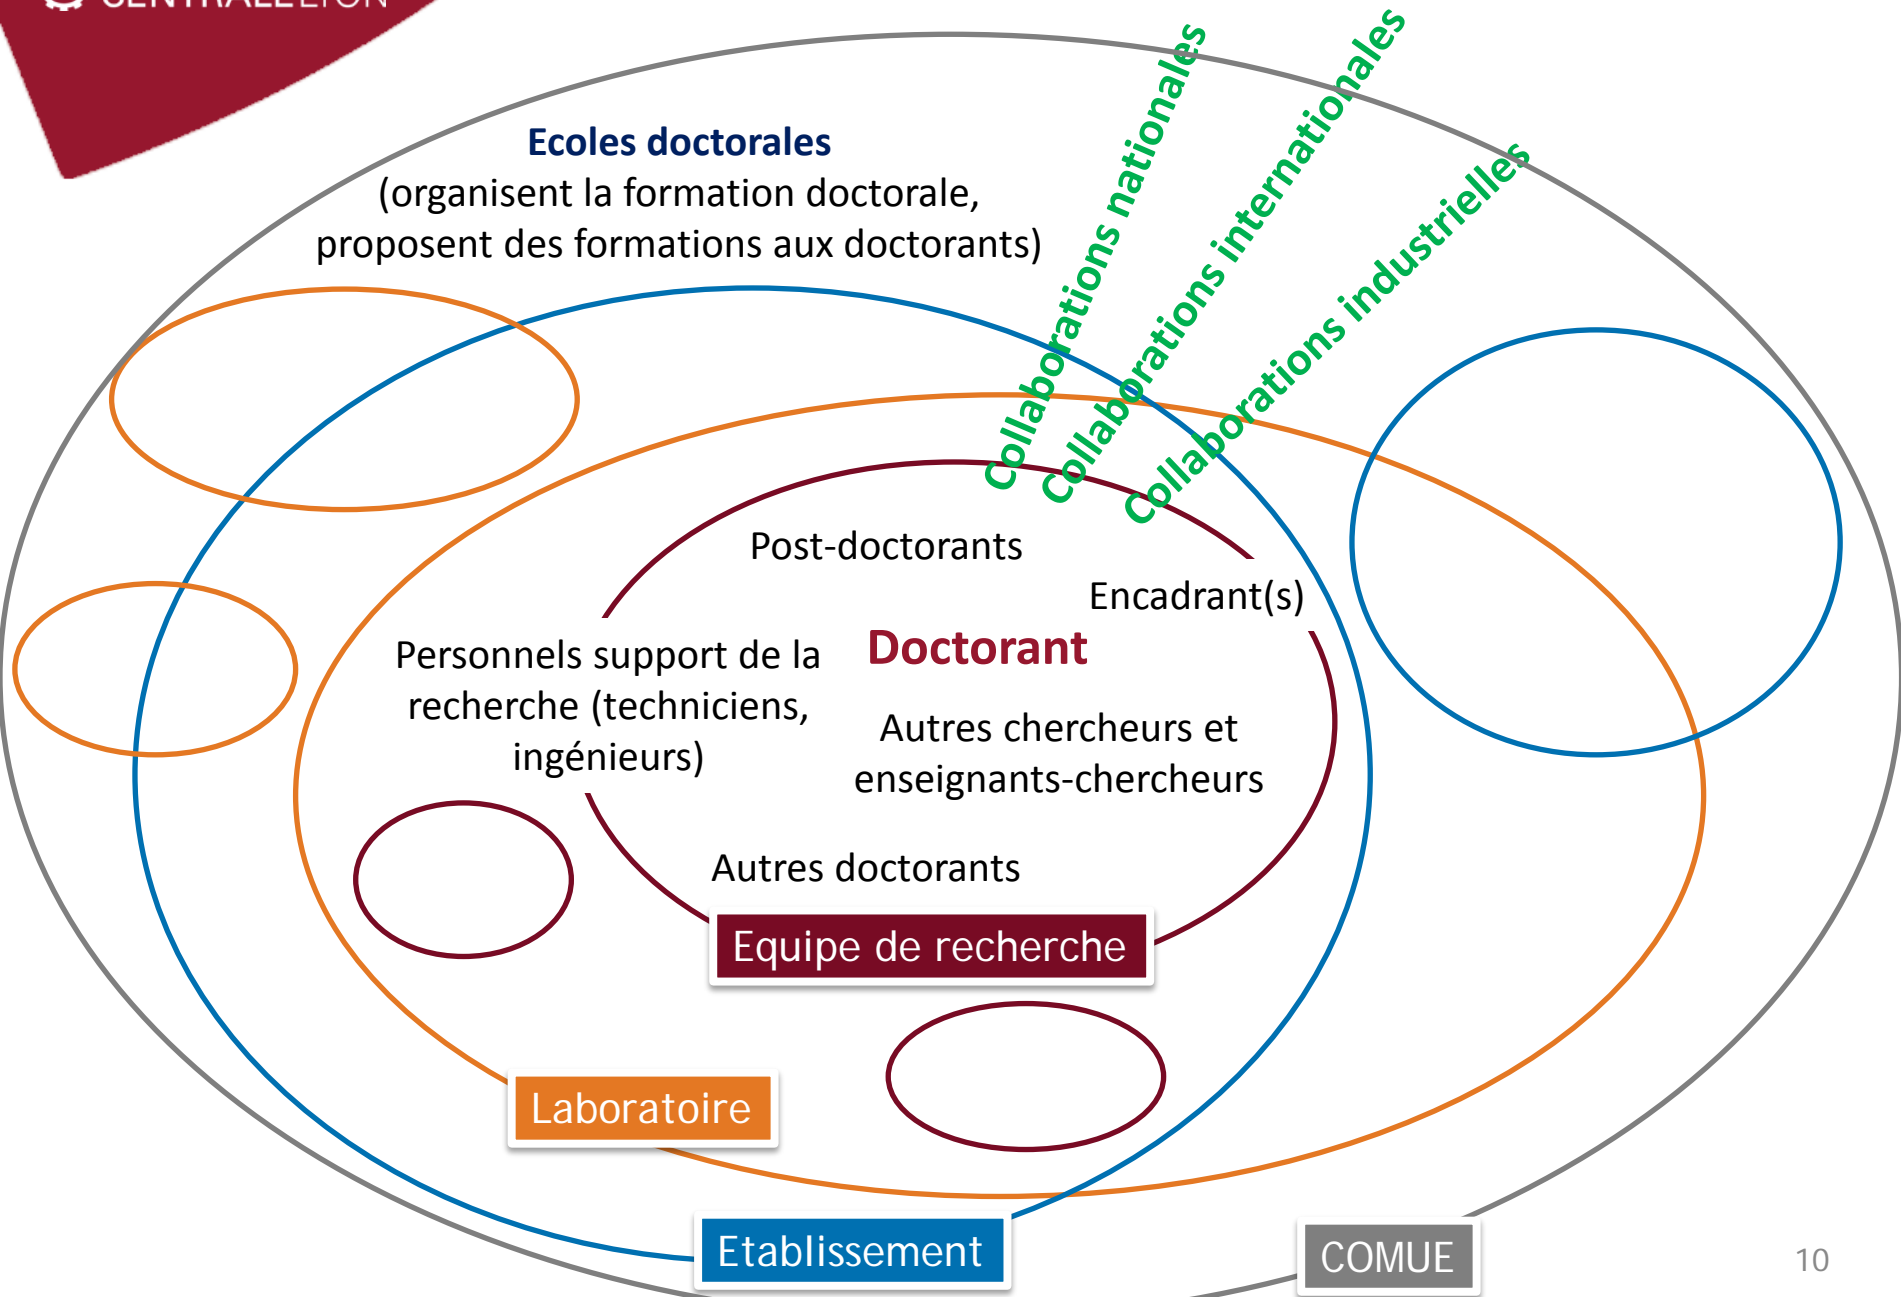 CENTRALELYON
Ecoles doctorales
(organisent la formation doctorale,
proposent des formations aux doctorants)
Collaborations nationales
Collaborations internationales
Collaborations industrielles
Post-doctorants
Encadrant(s)
Doctorant
Personnels support de la
recherche (techniciens,
ingénieurs)
Autres chercheurs et
enseignants-chercheurs
Autres doctorants
Equipe de recherche
Laboratoire
Etablissement
COMUE
10